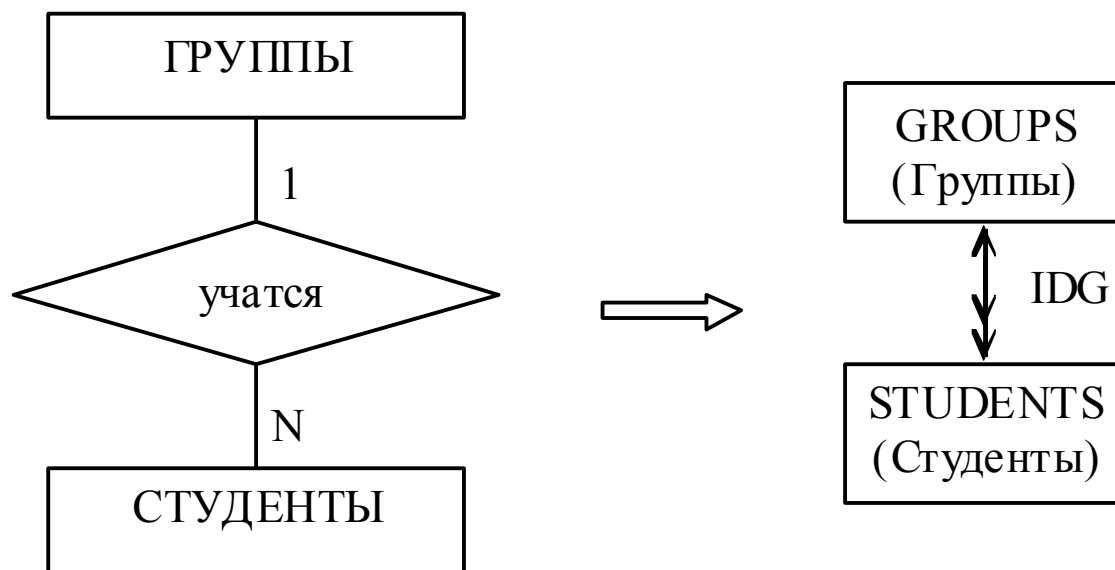 ГРУППЫ
1
учатся
N
СТУДЕНТЫ
GROUPS
(Группы)
IDG
STUDENTS
(Студенты)